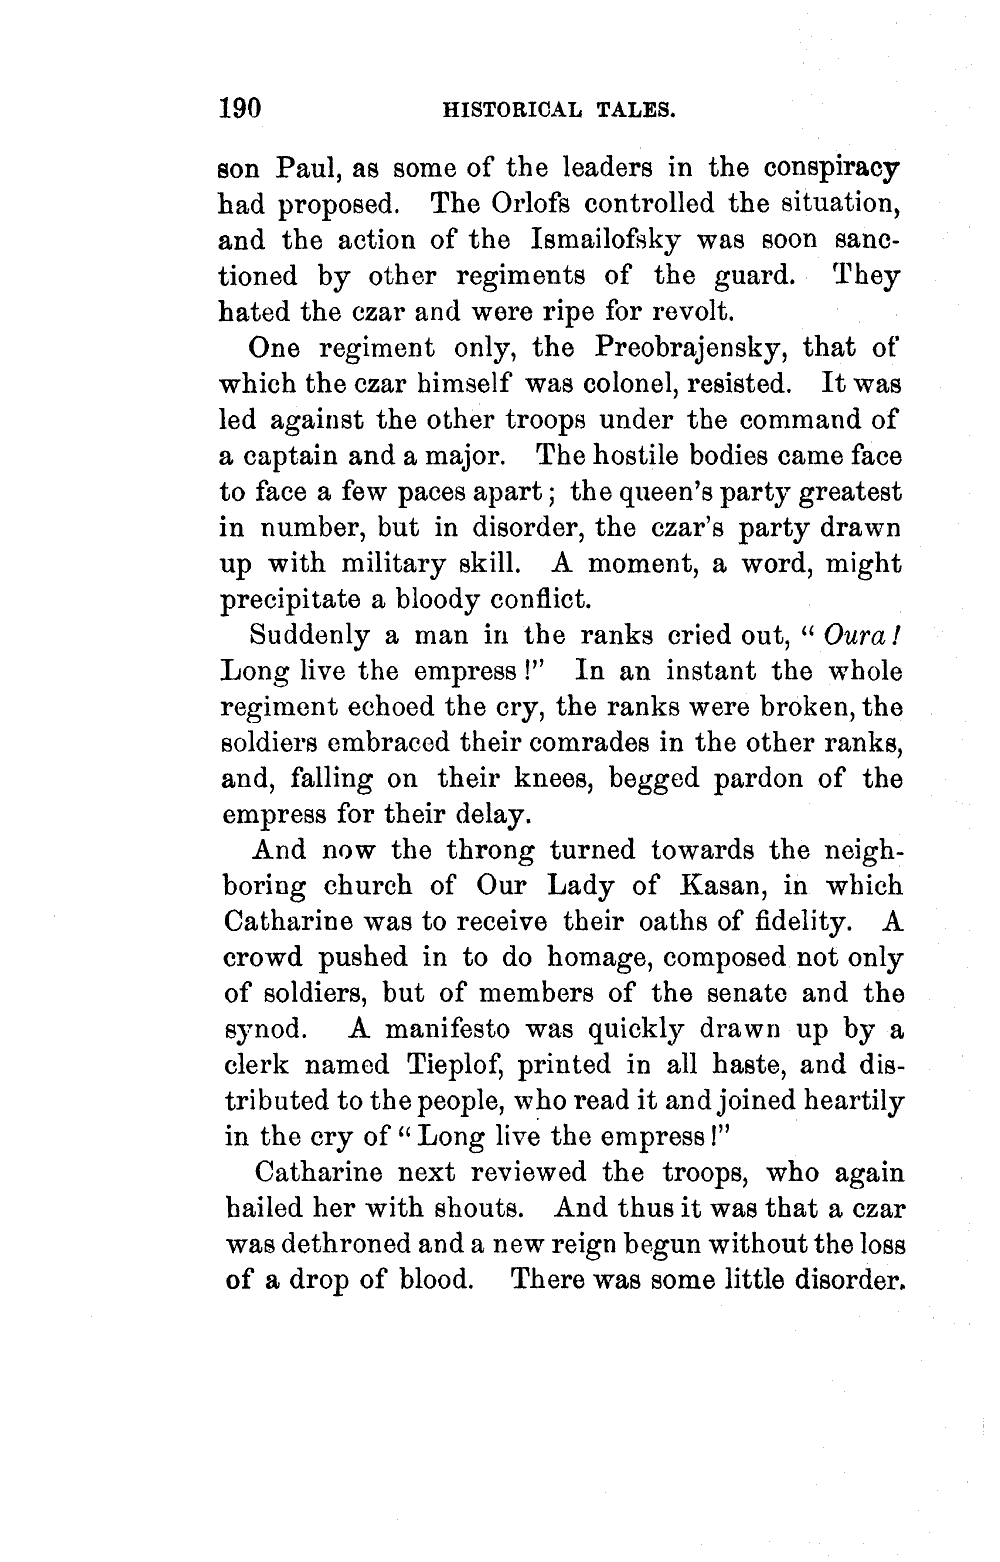 190 HISTORICAL TALES.
son Paul, as some of the leaders in the conspiracy
had proposed. The Orlofs controlled the situation,
and the action of the Ismailofsky was soon sanc-
tioned by other regiments of the guard. They
hated the czar and were ripe for revolt.
One regiment only, the Preobrajensky, that of
which the czar himself was colonel, resisted. It was
led against the other troops under the command of
a captain and a major. The hostile bodies came face
to face a few paces apart; the queen's party greatest
in number, but in disorder, the czar's party drawn
up with military skill. A moment, a word, might
precipitate a bloody conflict.
Suddenly a man in the ranks cried out, "Oura!
Long live the empress!" In an instant the whole
regiment echoed the cry, the ranks were broken, the
soldiers embraced their comrades in the other ranks,
and, falling on their knees, begged pardon of the
empress for their delay.
And now the throng turned towards the neigh-
boring church of Our Lady of Kasan, in which
Catharine was to receive their oaths of fidelity. A
crowd pushed in to do homage, composed not only
of soldiers, but of members of the senate and the
synod. A manifesto was quickly drawn up by a
clerk named Tieplof, printed in all haste, and dis-
tributed to the people, who read it and joined heartily
in the cry of "Long live the empress!"
Catharine next reviewed the troops, who again
hailed her with shouts. And thus it was that a czar
was dethroned and a new reign begun without the loss
of a drop of blood. There was some little disorder.